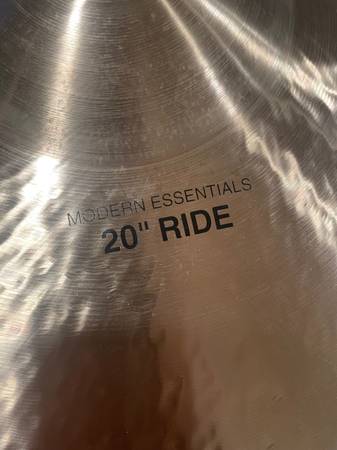 MODERN ESSENTIALS
20" RIDE